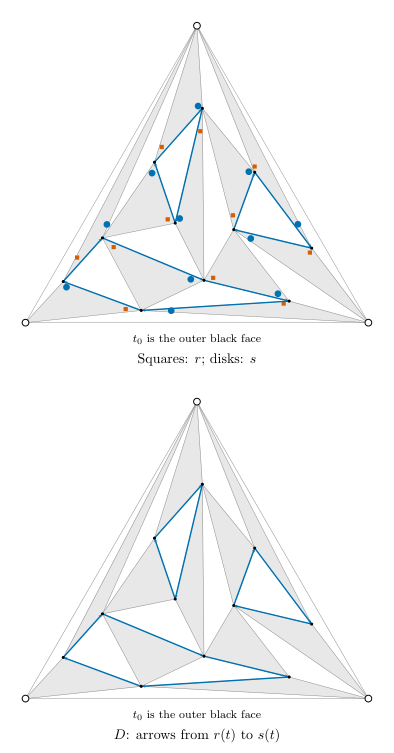 t₀ is the outer black face
Squares: r; disks: s
t₀ is the outer black face
D: arrows from r(t) to s(t)